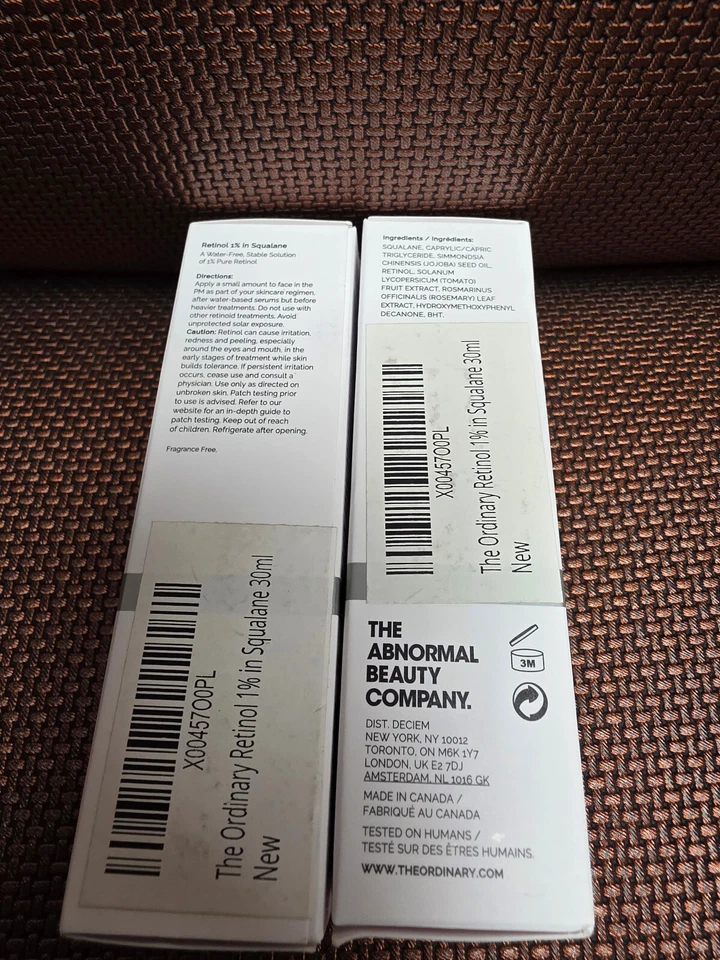 Retinol 1% in Squalane
A Water-Free, Stable Solution
of 1% Pure Retinol
Directions:
Apply a small amount to face in the
PM as part of your skincare regimen,
after water-based serums but before
heavier treatments. Do not use with
other retinoid treatments. Avoid
unprotected solar exposure.
Caution: Retinol can cause irritation,
redness and peeling, especially
around the eyes and mouth, in the
early stages of treatment while skin
builds tolerance. If persistent irritation
occurs, cease use and consult a
physician. Use only as directed on
unbroken skin. Patch testing prior
to use is advised. Refer to our
website for an in-depth guide to
patch testing. Keep out of reach
of children. Refrigerate after opening.
Fragrance Free.
X0045700PL
The Ordinary Retinol 1% in Squalane 30ml
New
Ingredients / Ingrédients:
SQUALANE, CAPRYLIC/CAPRIC
TRIGLYCERIDE, SIMMONDSIA
CHINENSIS (JOJOBA) SEED OIL,
RETINOL, SOLANUM
LYCOPERSICUM (TOMATO)
FRUIT EXTRACT, ROSMARINUS
OFFICINALIS (ROSEMARY) LEAF
EXTRACT, HYDROXYMETHOXYPHENYL
DECANONE, BHT.
X0045700PL
The Ordinary Retinol 1% in Squalane 30ml
New
THE
ABNORMAL
BEAUTY
COMPANY.
3M
DIST. DECIEM
NEW YORK, NY 10012
TORONTO, ON M6K 1Y7
LONDON, UK E2 7DJ
AMSTERDAM, NL 1016 GK
MADE IN CANADA /
FABRIQUÉ AU CANADA
TESTED ON HUMANS /
TESTÉ SUR DES ÊTRES HUMAINS.
WWW.THEORDINARY.COM